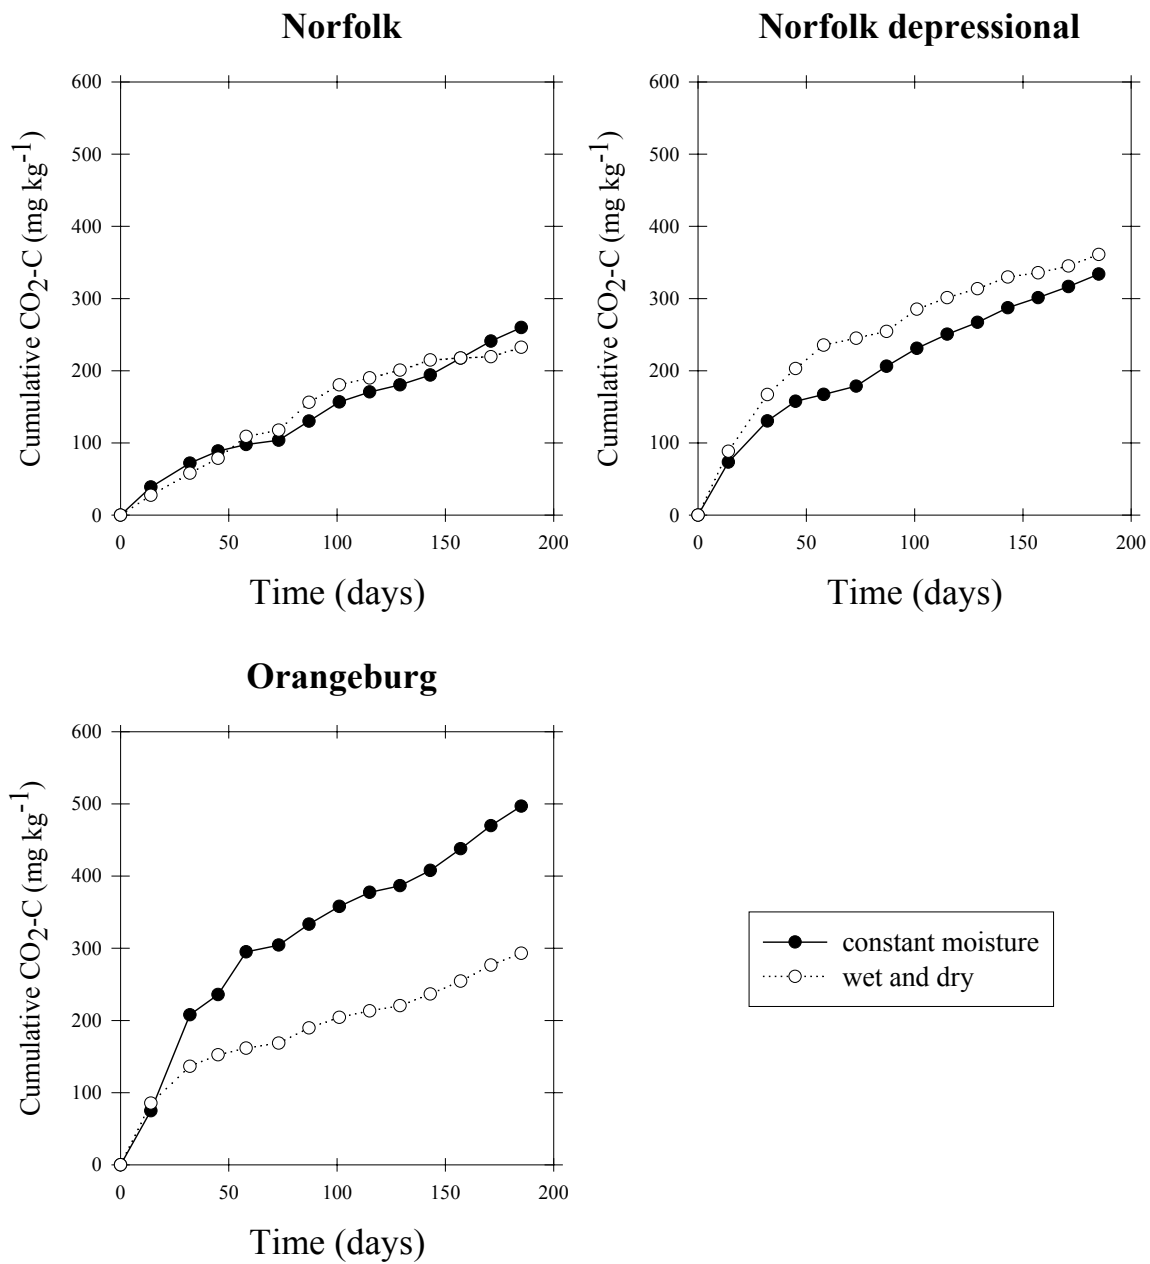 Norfolk
600
500
400
300
200
100
0
Cumulative CO2-C (mg kg-1)
0 50 100 150 200
Time (days)
Norfolk depressional
600
500
400
300
200
100
0
Cumulative CO2-C (mg kg-1)
0 50 100 150 200
Time (days)
Orangeburg
600
500
400
300
200
100
0
Cumulative CO2-C (mg kg-1)
0 50 100 150 200
Time (days)
constant moisture
wet and dry